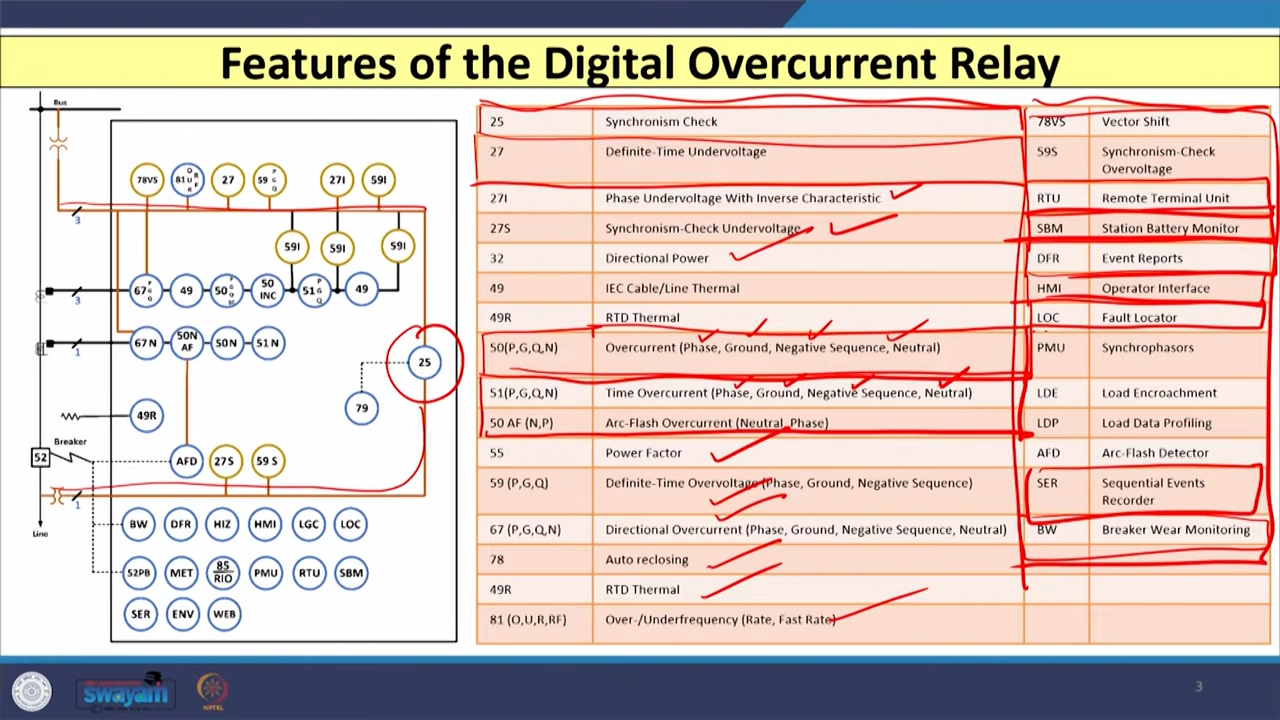 Features of the Digital Overcurrent Relay
Bus
78VS
81U
D
R
R
F
27
59
P
G
Q
27I
59I
3
59I
59I
59I
3
67
P
G
Q
49
50
50
INC
51
P
G
Q
49
1
67N
50N
AF
50N
51N
25
79
49R
Breaker
52
AFD
27S
59 S
1
Line
BW
DFR
HIZ
HMI
LGC
LOC
52PB
MET
85
RIO
PMU
RTU
SBM
SER
ENV
WEB
25 Synchronism Check
27 Definite-Time Undervoltage
27I Phase Undervoltage With Inverse Characteristic
27S Synchronism-Check Undervoltage
32 Directional Power
49 IEC Cable/Line Thermal
49R RTD Thermal
50(P,G,Q,N) Overcurrent (Phase, Ground, Negative Sequence, Neutral)
51(P,G,Q,N) Time Overcurrent (Phase, Ground, Negative Sequence, Neutral)
50 AF (N,P) Arc-Flash Overcurrent (Neutral, Phase)
55 Power Factor
59 (P,G,Q) Definite-Time Overvoltage (Phase, Ground, Negative Sequence)
67 (P,G,Q,N) Directional Overcurrent (Phase, Ground, Negative Sequence, Neutral)
78 Auto reclosing
49R RTD Thermal
81 (O,U,R,RF) Over-/Underfrequency (Rate, Fast Rate)
78VS Vector Shift
59S Synchronism-Check
Overvoltage
RTU Remote Terminal Unit
SBM Station Battery Monitor
DFR Event Reports
HMI Operator Interface
LOC Fault Locator
PMU Synchrophasors
LDE Load Encroachment
LDP Load Data Profiling
AFD Arc-Flash Detector
SER Sequential Events
Recorder
BW Breaker Wear Monitoring
swayam
NPTEL
3